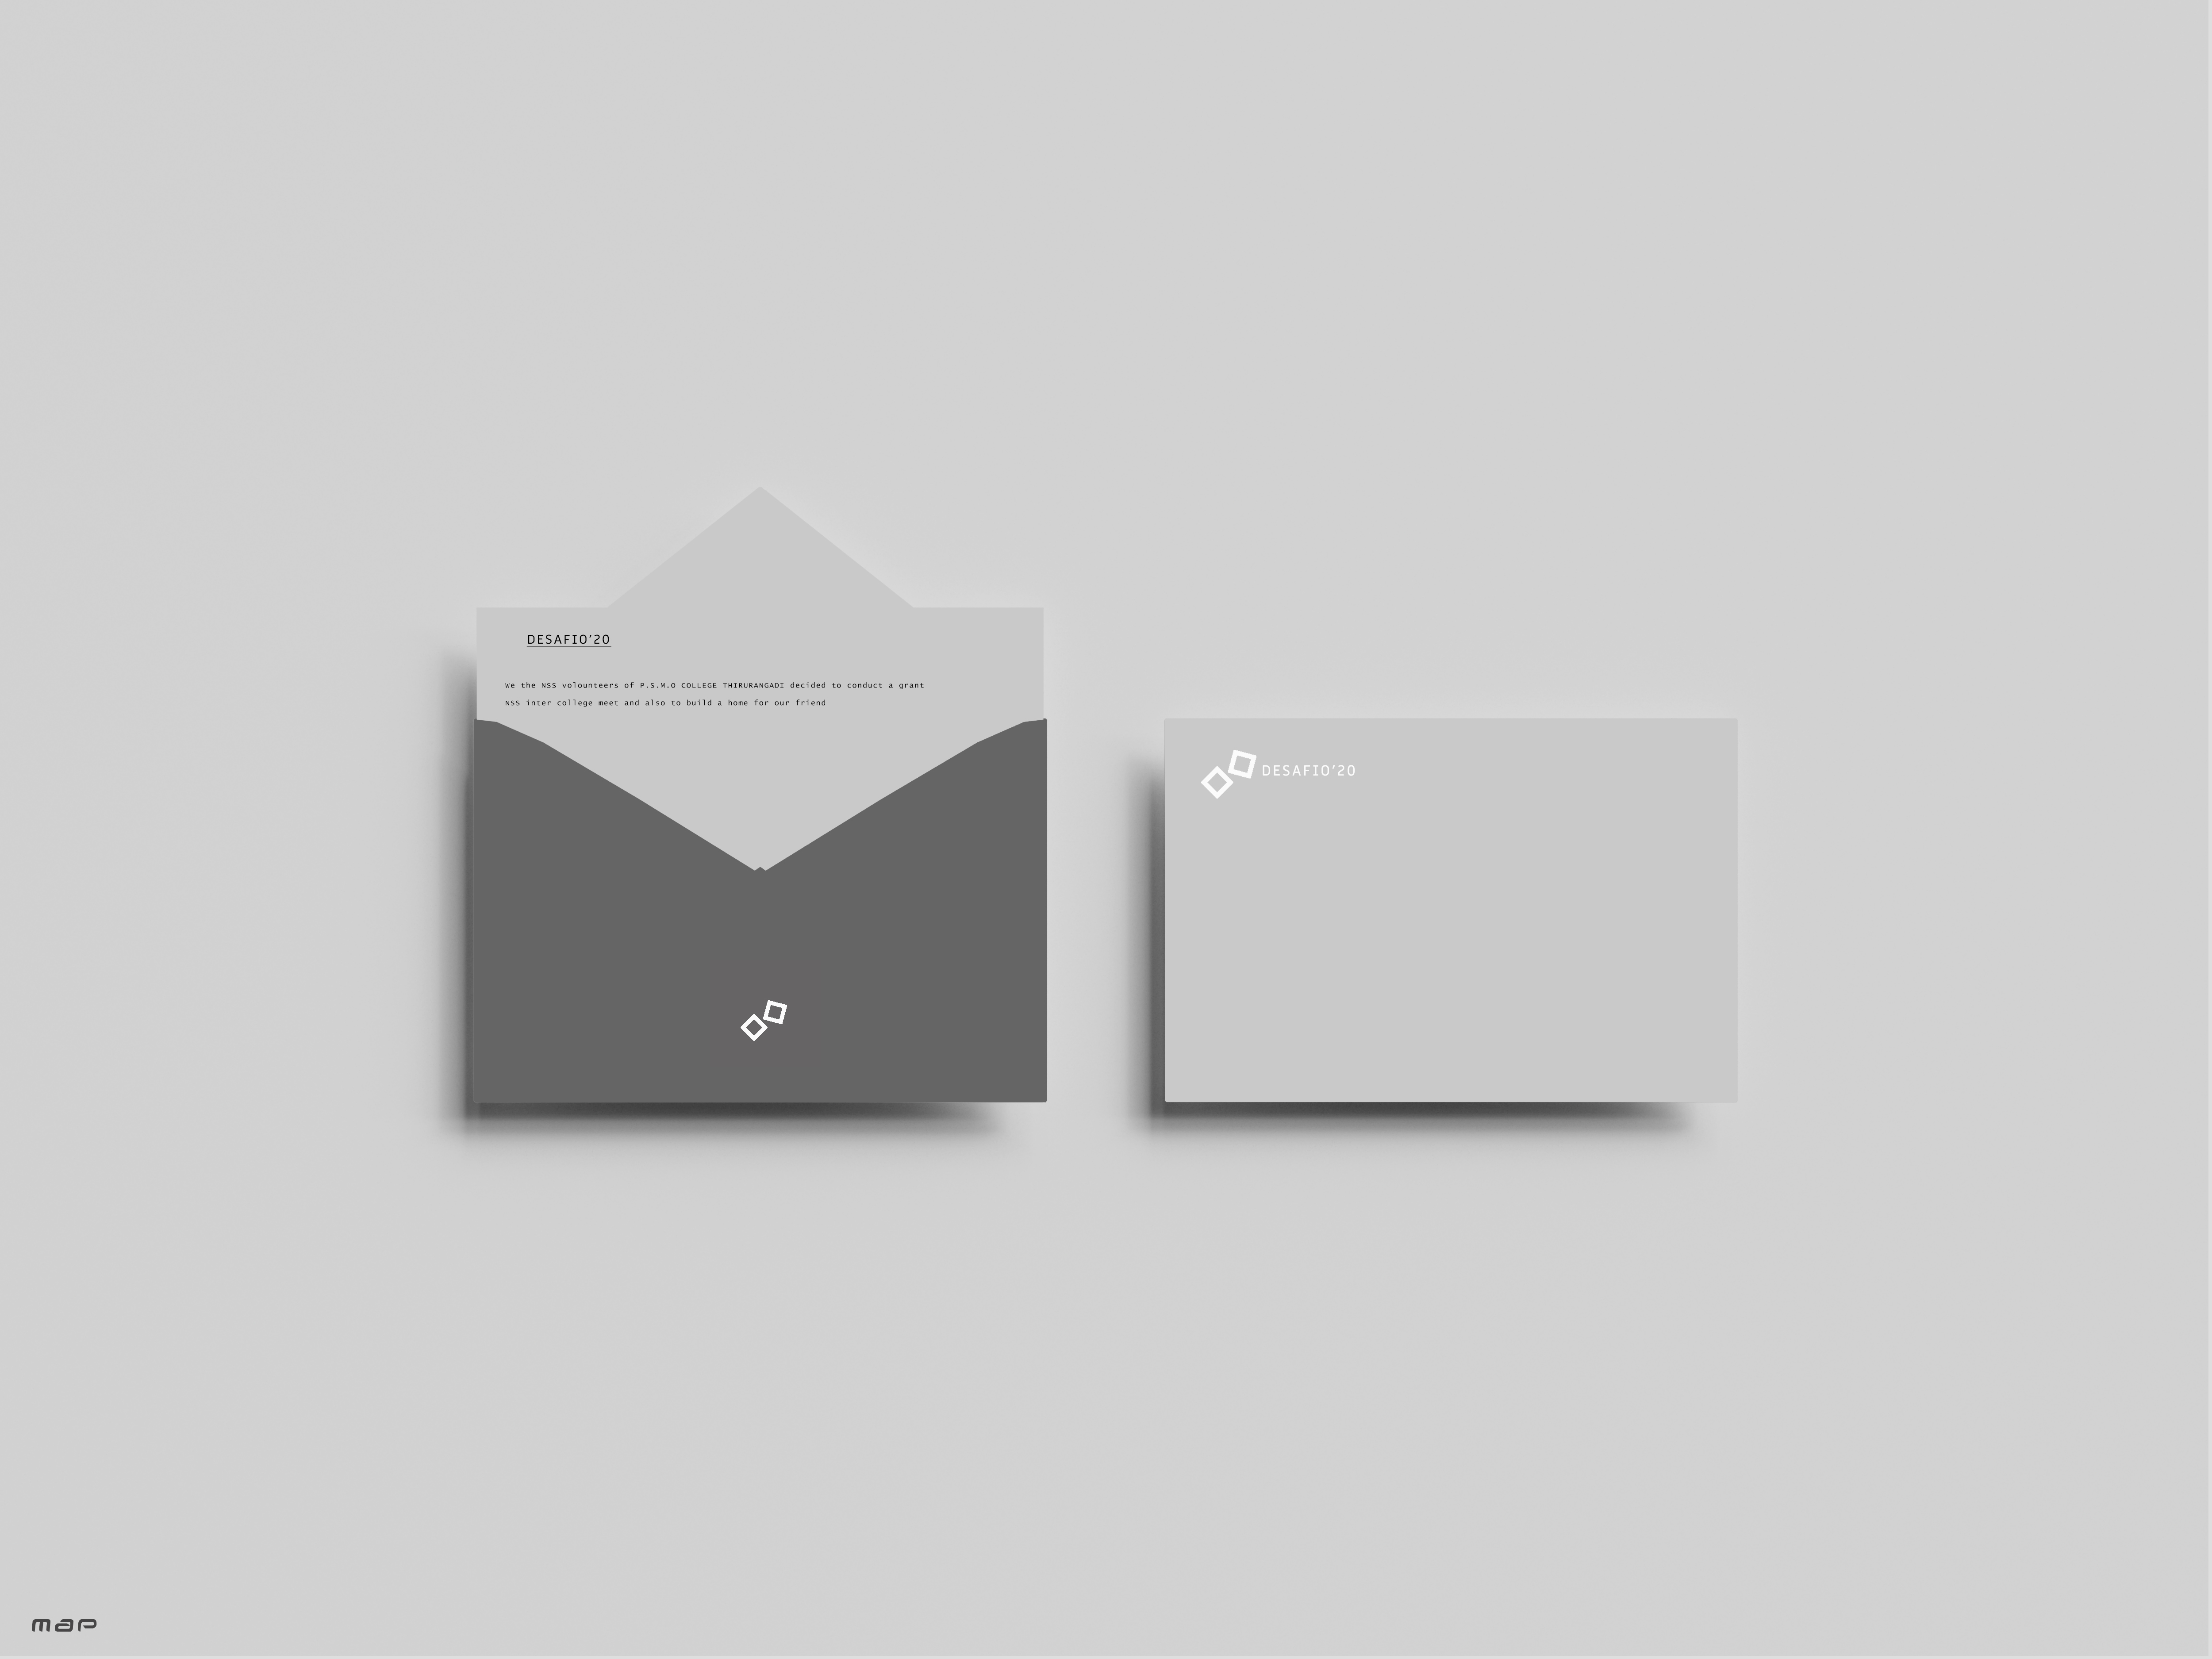 DESAFIO'20
We the NSS volounteers of P.S.M.O COLLEGE THIRURANGADI decided to conduct a grant
NSS inter college meet and also to build a home for our friend
DESAFIO'20
map